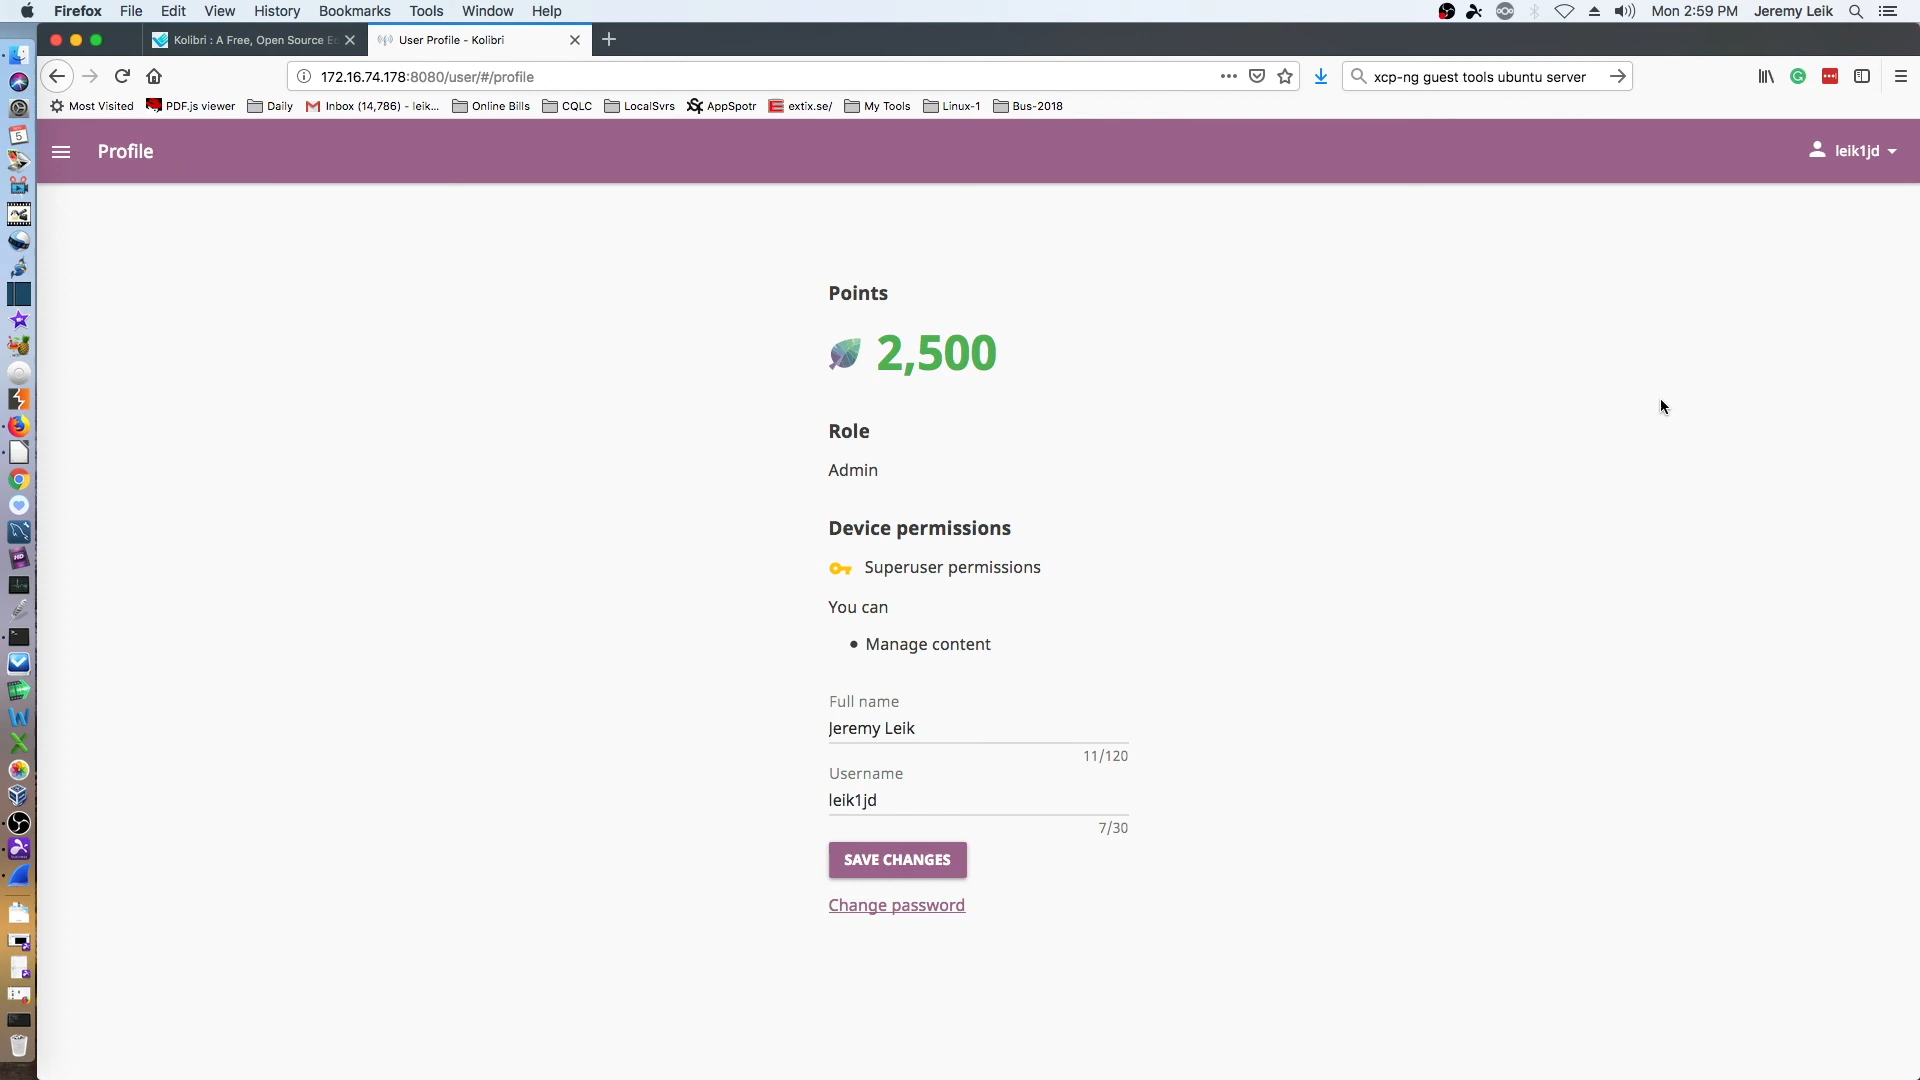 Firefox File Edit View History Bookmarks Tools Window Help Mon 2:59 PM Jeremy Leik
Kolibri : A Free, Open Source Ec User Profile - Kolibri
172.16.74.178:8080/user/#/profile xcp-ng guest tools ubuntu server
Most Visited PDF.js viewer Daily Inbox (14,786) - leik... Online Bills CQLC LocalSvrs AppSpotr extix.se/ My Tools Linux-1 Bus-2018
Profile leik1jd
Points
2,500
Role
Admin
Device permissions
Superuser permissions
You can
• Manage content
Full name
Jeremy Leik
11/120
Username
leik1jd
7/30
SAVE CHANGES
Change password